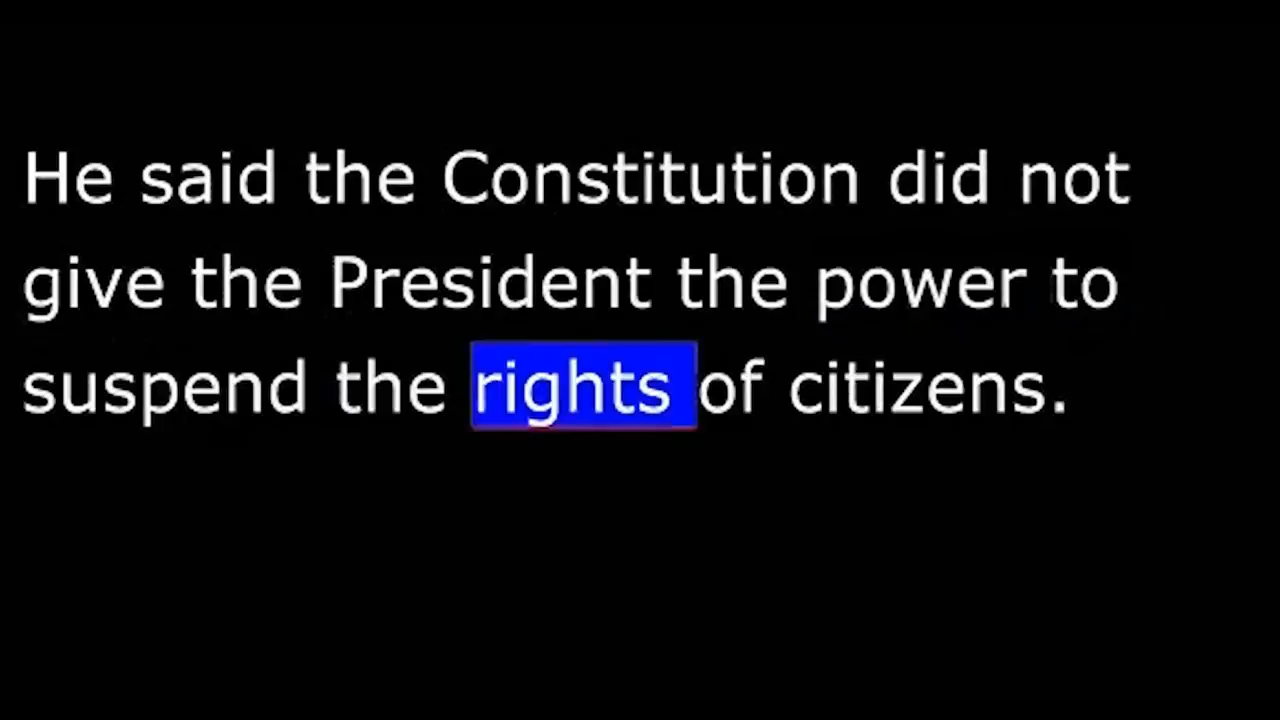 He said the Constitution did not
give the President the power to
suspend the rights of citizens.